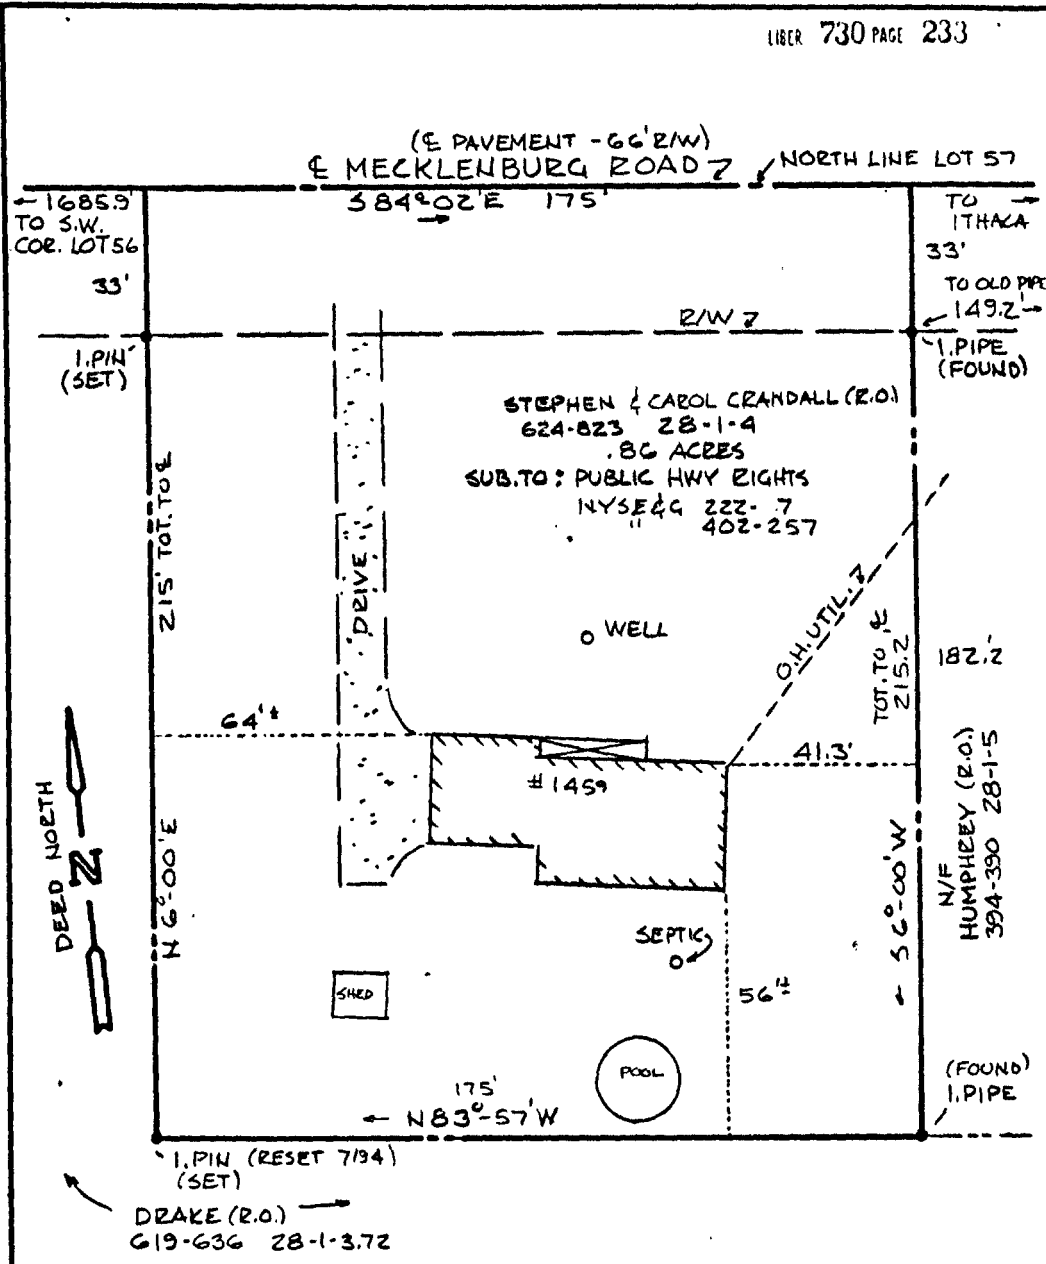 LIBER 730 PAGE 233
(℄ PAVEMENT - 66' R/W)
℄ MECKLENBURG ROAD
NORTH LINE LOT 57
S 84°-02' E 175'
← 1685.9'
TO S.W.
COR. LOT 56
33'
TO →
ITHACA
33'
TO OLD PIPE
149.2' →
R/W
I. PIN
(SET)
I. PIPE
(FOUND)
STEPHEN & CAROL CRANDALL (R.O.)
624-823 28-1-4
.86 ACRES
SUB. TO: PUBLIC HWY RIGHTS
NYSE&G 222-7
" 402-257
215' TOT. TO ℄
DRIVE
WELL
O.H. UTIL.
TOT. TO ℄
215.2
182.2'
64'±
41.3'
#1459
DEED NORTH
N
N 6°-00' E
S 6°-00' W
N/F
HUMPHREY (R.O.)
394-390 28-1-5
SEPTIC
SHED
56'±
POOL
175'
← N 83°-57' W
(FOUND)
I. PIPE
I. PIN (RESET 7/94)
(SET)
DRAKE (R.O.)
619-636 28-1-3.72